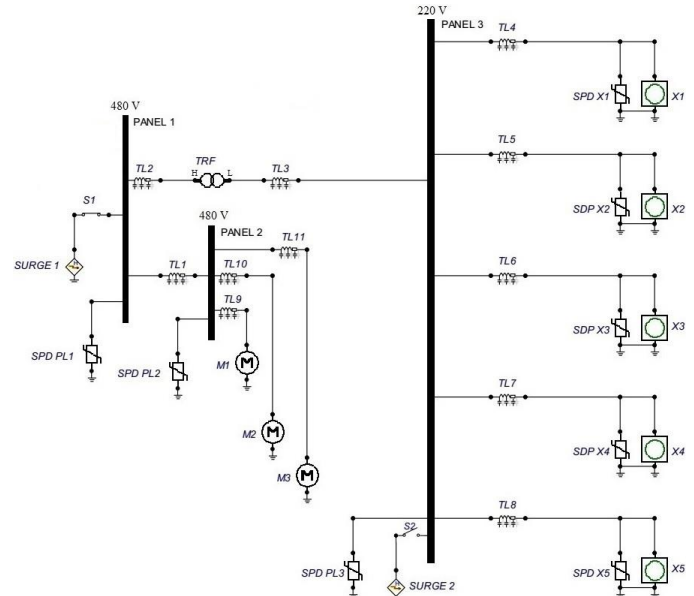 220 V
PANEL 3
TL4
SPD X1
X1
480 V
PANEL 1
TL2
TRF
H
L
TL3
TL5
SDP X2
X2
S1
480 V
PANEL 2
TL11
SURGE 1
TL1
TL10
TL9
TL6
SDP X3
X3
SPD PL1
SPD PL2
M
M1
M
M2
M
M3
TL7
SDP X4
X4
S2
TL8
SPD PL3
SURGE 2
SPD X5
X5